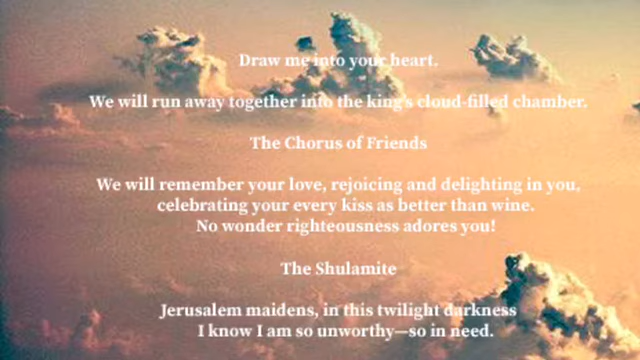 Draw me into your heart.
We will run away together into the king's cloud-filled chamber.
The Chorus of Friends
We will remember your love, rejoicing and delighting in you,
celebrating your every kiss as better than wine.
No wonder righteousness adores you!
The Shulamite
Jerusalem maidens, in this twilight darkness
I know I am so unworthy—so in need.